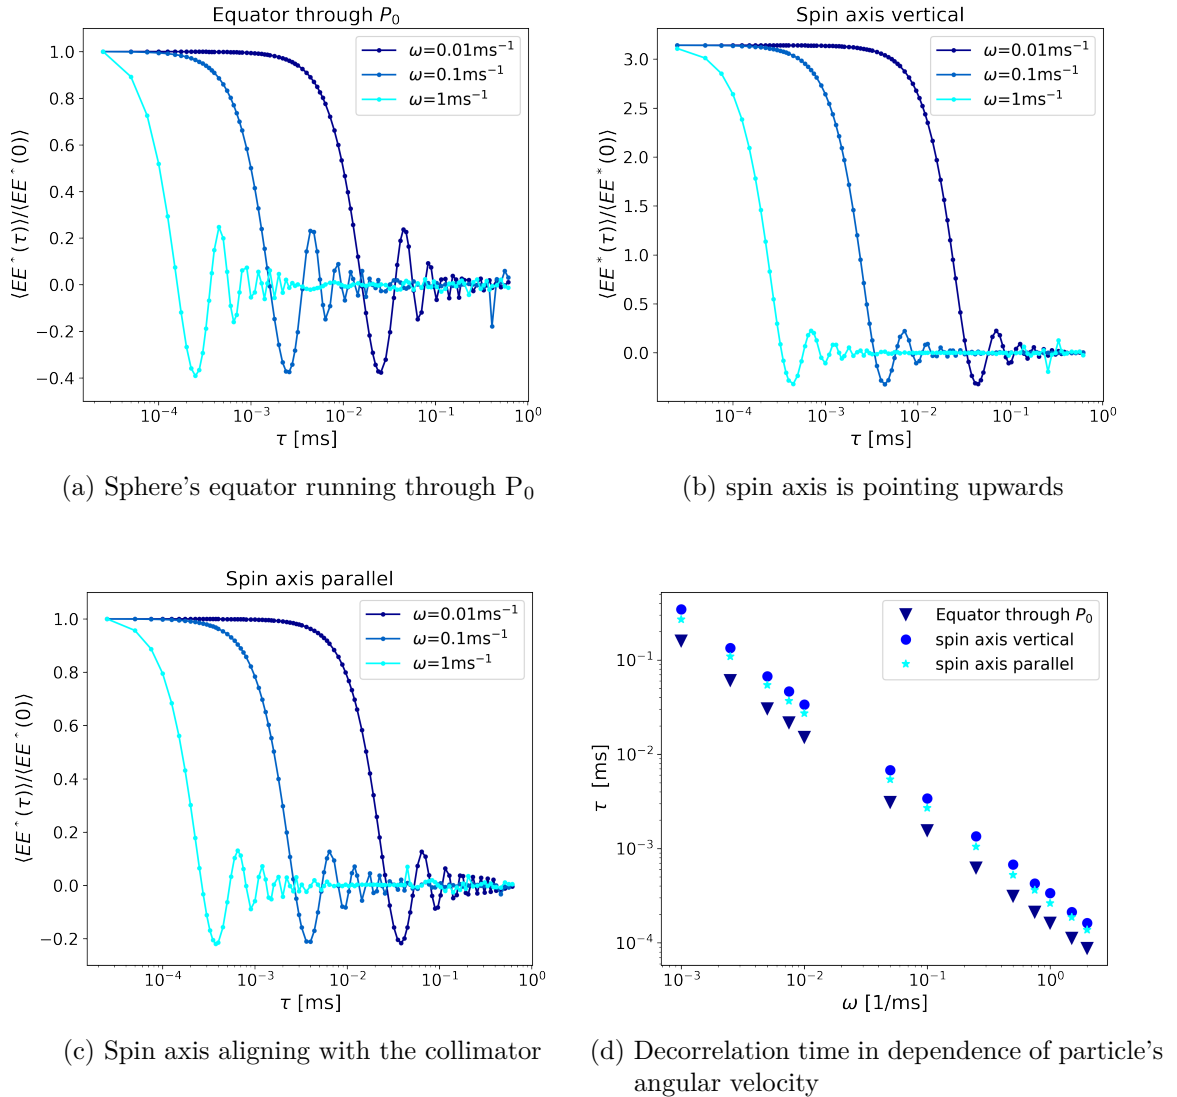 Equator through P₀
⟨EE*(τ)⟩/⟨EE*(0)⟩
1.0
0.8
0.6
0.4
0.2
0.0
−0.2
−0.4
ω=0.01ms⁻¹
ω=0.1ms⁻¹
ω=1ms⁻¹
10⁻⁴ 10⁻³ 10⁻² 10⁻¹ 10⁰
τ [ms]
(a) Sphere's equator running through P₀
Spin axis vertical
⟨EE*(τ)⟩/⟨EE*(0)⟩
3.0
2.5
2.0
1.5
1.0
0.5
0.0
ω=0.01ms⁻¹
ω=0.1ms⁻¹
ω=1ms⁻¹
10⁻⁴ 10⁻³ 10⁻² 10⁻¹ 10⁰
τ [ms]
(b) spin axis is pointing upwards
Spin axis parallel
⟨EE*(τ)⟩/⟨EE*(0)⟩
1.0
0.8
0.6
0.4
0.2
0.0
−0.2
ω=0.01ms⁻¹
ω=0.1ms⁻¹
ω=1ms⁻¹
10⁻⁴ 10⁻³ 10⁻² 10⁻¹ 10⁰
τ [ms]
(c) Spin axis aligning with the collimator
τ [ms]
10⁻¹
10⁻²
10⁻³
10⁻⁴
Equator through P₀
spin axis vertical
spin axis parallel
10⁻³ 10⁻² 10⁻¹ 10⁰
ω [1/ms]
(d) Decorrelation time in dependence of particle's
angular velocity